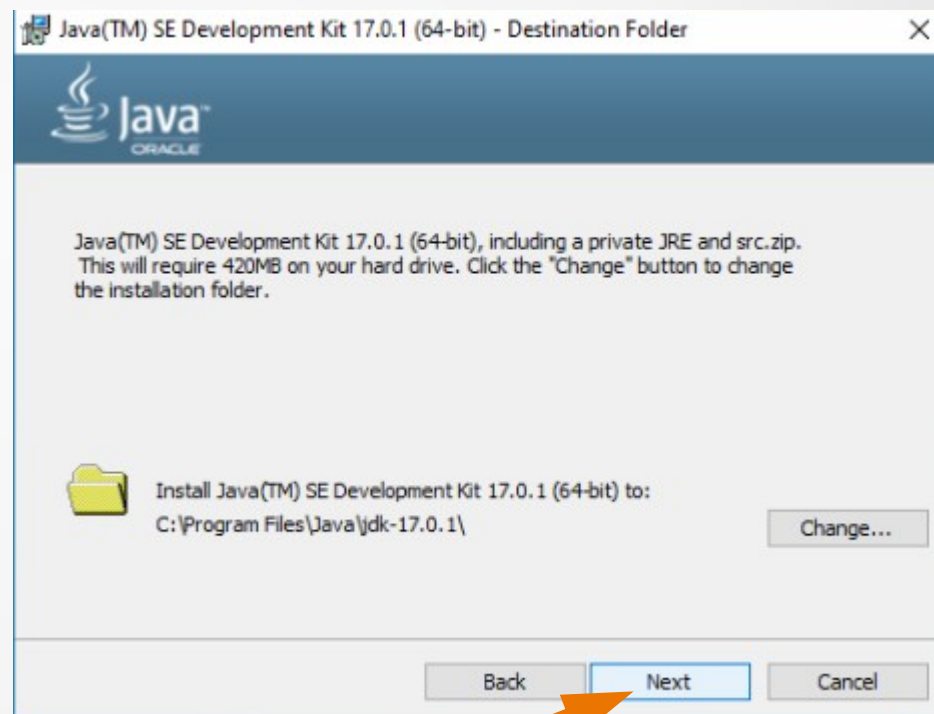 Java(TM) SE Development Kit 17.0.1 (64-bit) - Destination Folder
Java™
ORACLE
Java(TM) SE Development Kit 17.0.1 (64-bit), including a private JRE and src.zip.
This will require 420MB on your hard drive. Click the "Change" button to change
the installation folder.
Install Java(TM) SE Development Kit 17.0.1 (64-bit) to:
C:\Program Files\Java\jdk-17.0.1\
Change...
Back Next Cancel